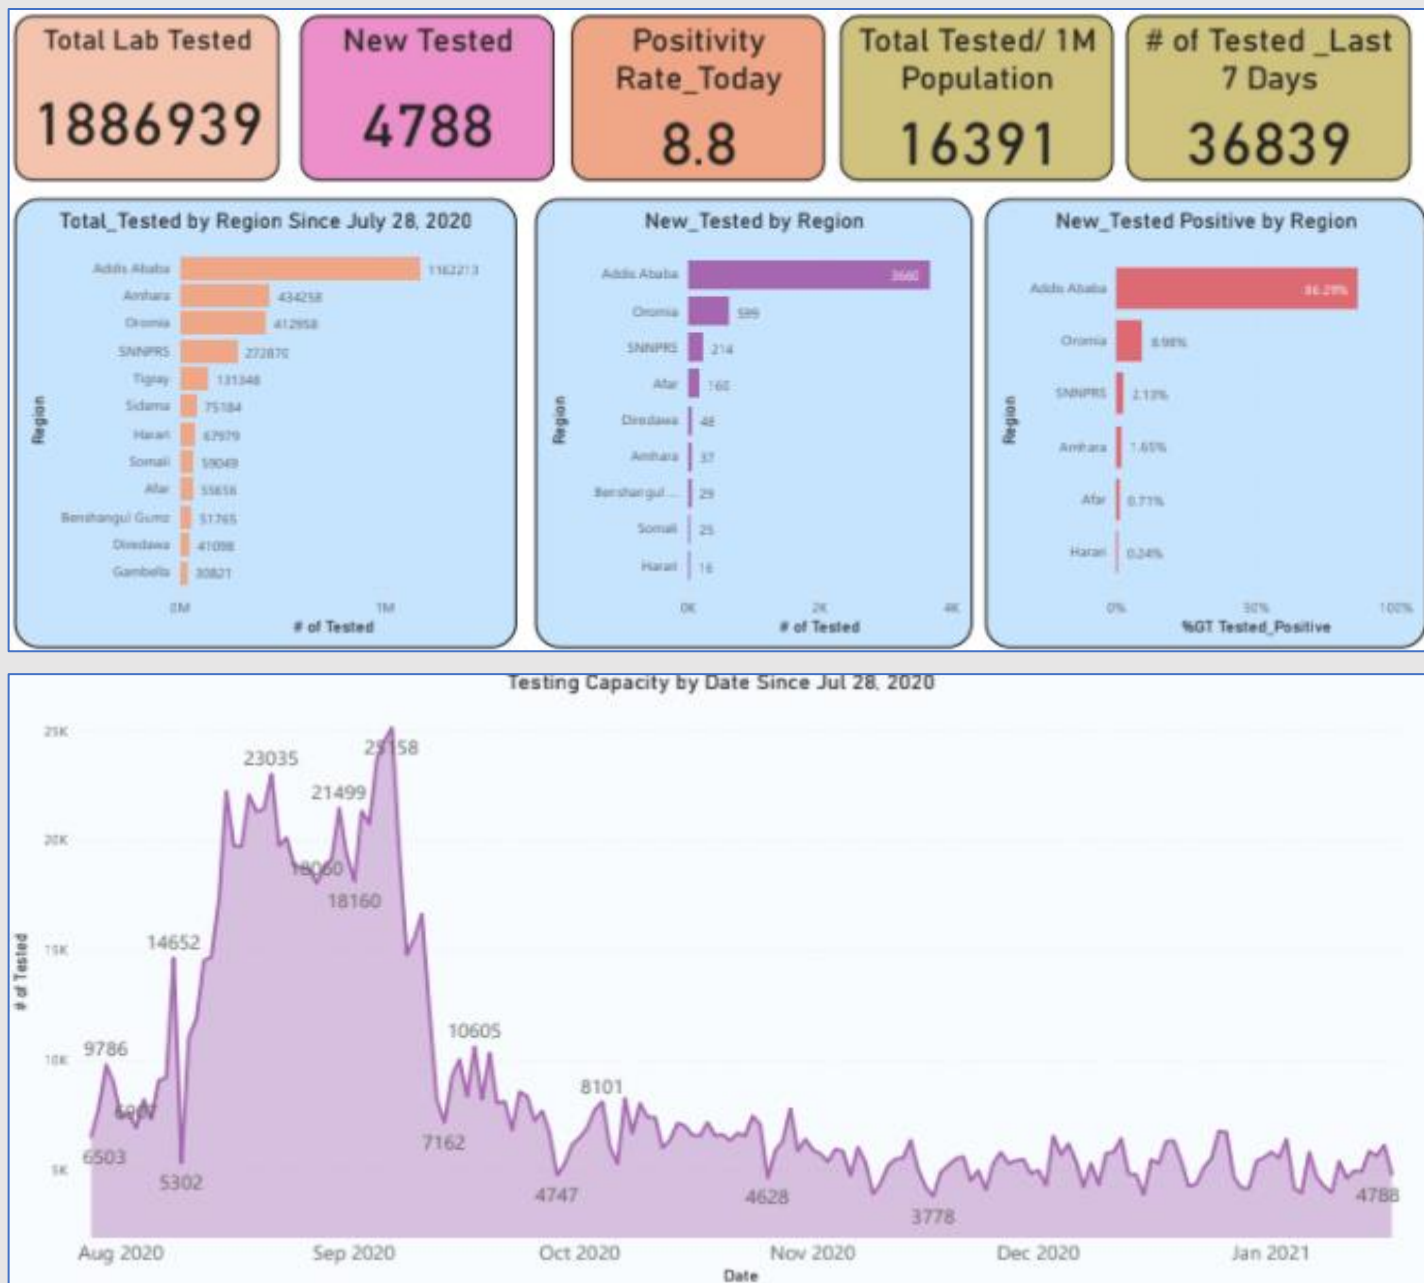 Total Lab Tested
1886939
New Tested
4788
Positivity
Rate_Today
8.8
Total Tested/ 1M
Population
16391
# of Tested _Last
7 Days
36839
Total_Tested by Region Since July 28, 2020
Region
Addis Ababa 1162213
Amhara 434258
Oromia 412958
SNNPRS 272870
Tigray 131348
Sidama 75184
Harari 67979
Somali 59049
Afar 55656
Benshangul Gumz 51765
Diredawa 41098
Gambella 30821
0M 1M
# of Tested
New_Tested by Region
Region
Addis Ababa 3660
Oromia 599
SNNPRS 214
Afar 160
Diredawa 48
Amhara 37
Benshangul ... 29
Somali 25
Harari 16
0K 2K 4K
# of Tested
New_Tested Positive by Region
Region
Addis Ababa 86.29%
Oromia 8.98%
SNNPRS 2.13%
Amhara 1.65%
Afar 0.71%
Harari 0.24%
0% 50% 100%
%GT Tested_Positive
Testing Capacity by Date Since Jul 28, 2020
# of Tested
25K
20K
15K
10K
5K
25158
23035
21499
18060
18160
14652
9786
10605
8101
6503
5302
7162
4747
4628
3778
4788
Aug 2020 Sep 2020 Oct 2020 Nov 2020 Dec 2020 Jan 2021
Date